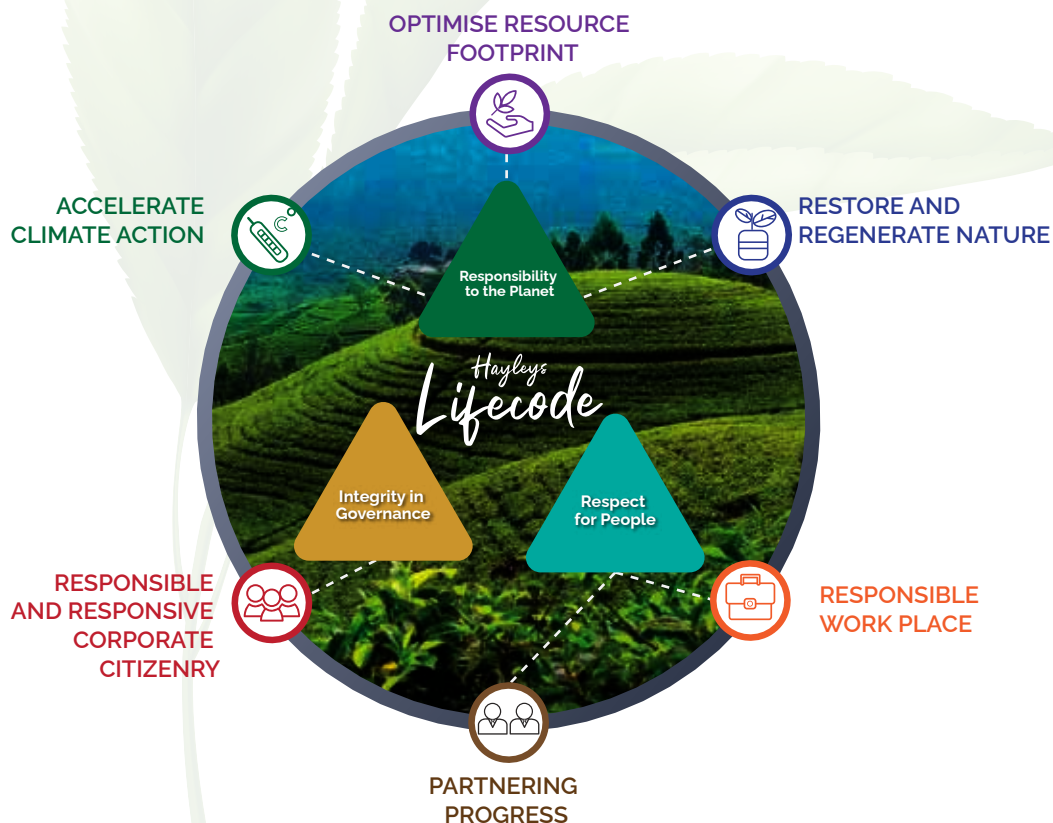 OPTIMISE RESOURCE
FOOTPRINT
ACCELERATE
CLIMATE ACTION
RESTORE AND
REGENERATE NATURE
C
Responsibility
to the Planet
Hayleys
Lifecode
Integrity in
Governance
Respect
for People
RESPONSIBLE
AND RESPONSIVE
CORPORATE
CITIZENRY
RESPONSIBLE
WORK PLACE
PARTNERING
PROGRESS